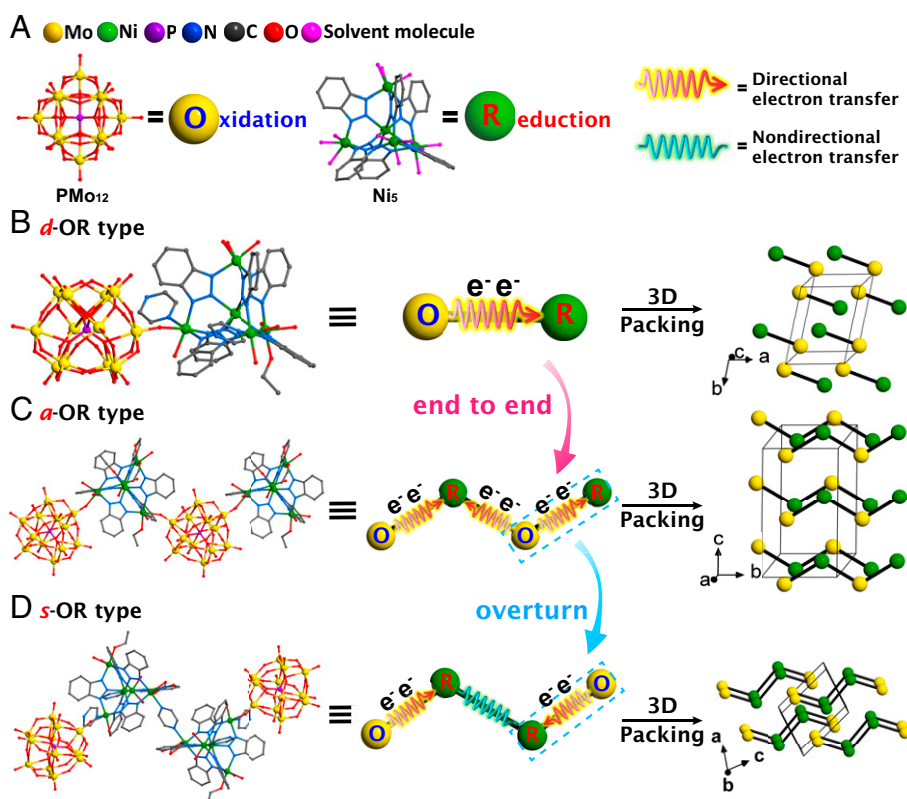 A Mo Ni P N C O Solvent molecule
PMo12
= O xidation
Ni5
= R eduction
= Directional
electron transfer
= Nondirectional
electron transfer
B d-OR type
≡
e- e-
O R
3D
Packing
c a
b
end to end
C a-OR type
≡
O e- e- R e- e- O e- e- R
3D
Packing
c
a b
overturn
D s-OR type
≡
O e- e- R R e- e- O
3D
Packing
a
c
b